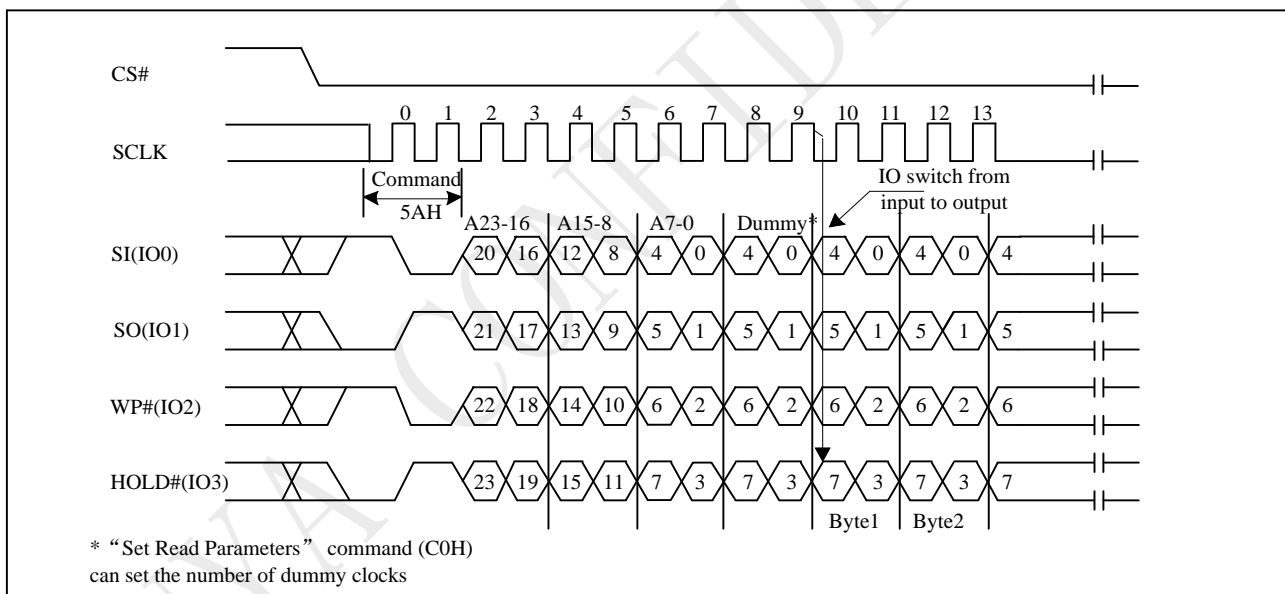 CS#
0 1 2 3 4 5 6 7 8 9 10 11 12 13
SCLK
Command
IO switch from
5AH
input to output
A23-16 A15-8 A7-0 Dummy*
SI(IO0) 20 16 12 8 4 0 4 0 4 0 4 0 4
SO(IO1) 21 17 13 9 5 1 5 1 5 1 5 1 5
WP#(IO2) 22 18 14 10 6 2 6 2 6 2 6 2 6
HOLD#(IO3) 23 19 15 11 7 3 7 3 7 3 7 3 7
Byte1 Byte2
* “Set Read Parameters” command (C0H)
can set the number of dummy clocks
YA CONFIDE